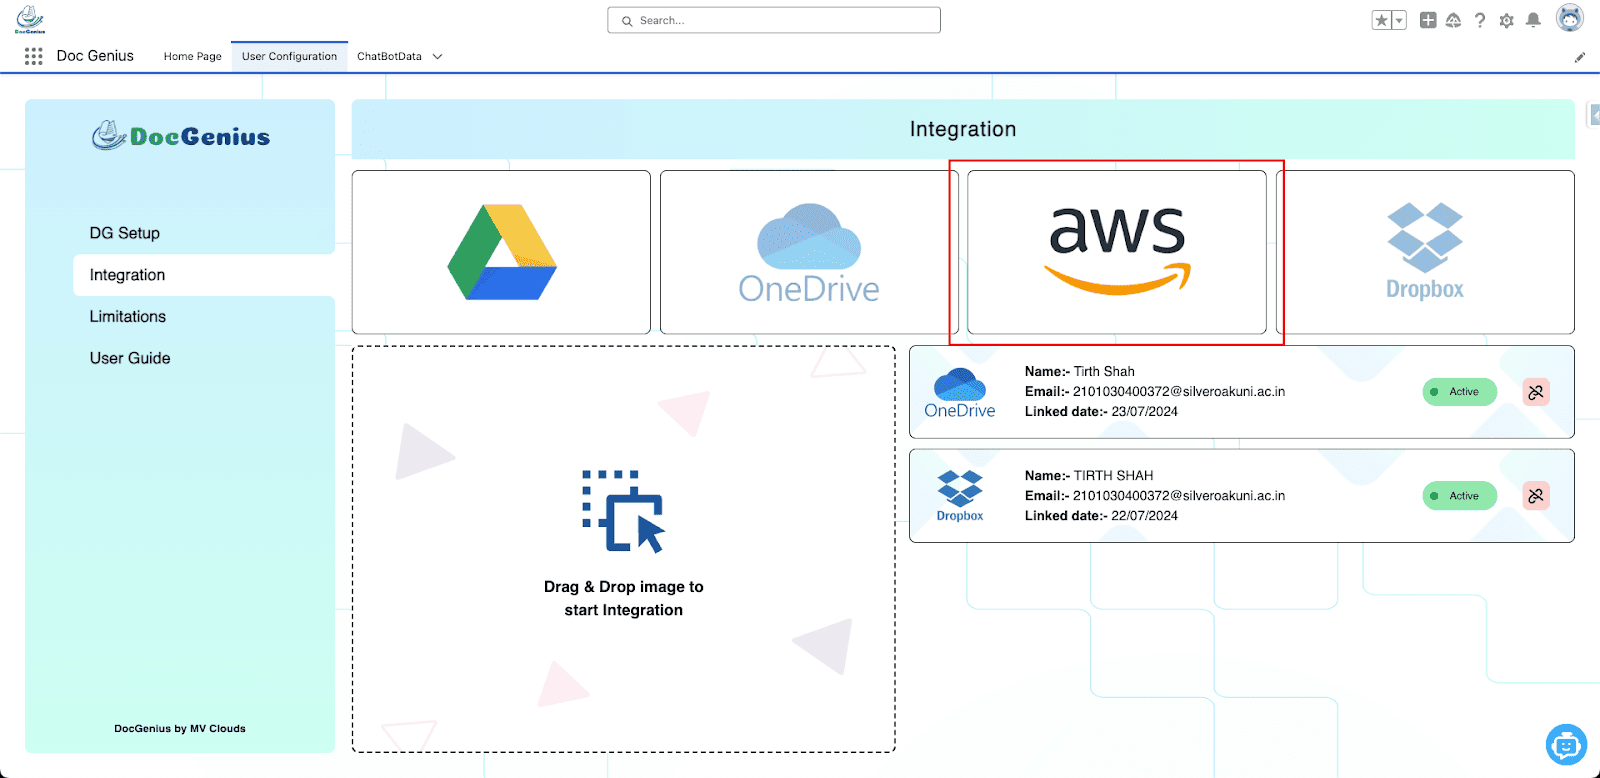 Search...
Doc Genius
Home Page
User Configuration
ChatBotData
DocGenius
DG Setup
Integration
Limitations
User Guide
DocGenius by MV Clouds
Integration
OneDrive
aws
Dropbox
Drag & Drop image to
start Integration
OneDrive
Name:- Tirth Shah
Email:- 2101030400372@silveroakuni.ac.in
Linked date:- 23/07/2024
Active
Dropbox
Name:- TIRTH SHAH
Email:- 2101030400372@silveroakuni.ac.in
Linked date:- 22/07/2024
Active